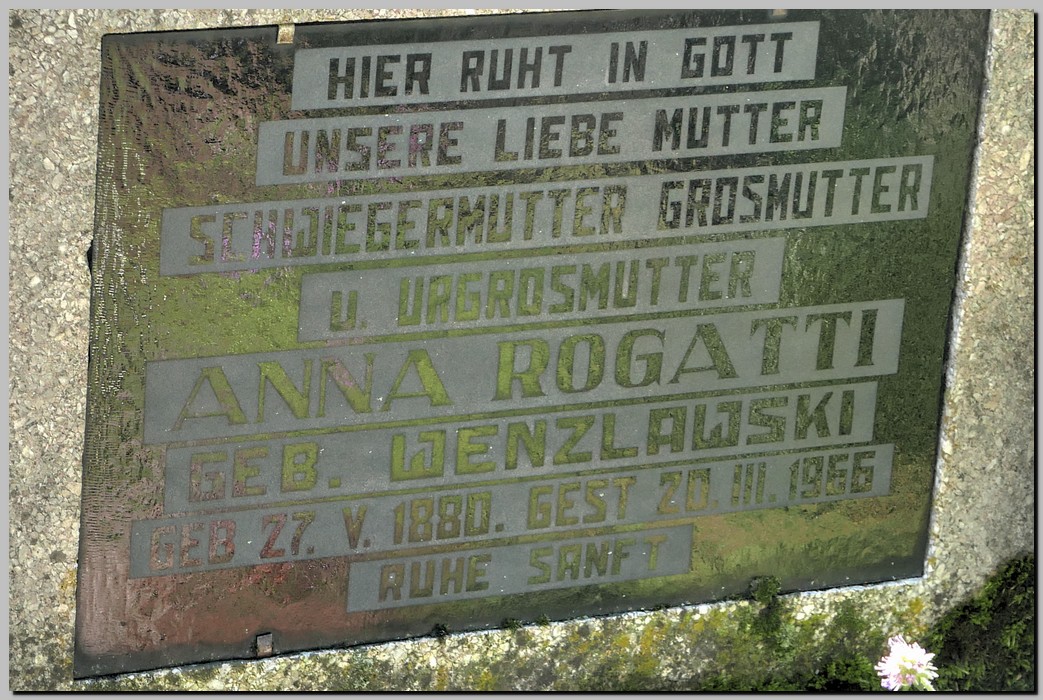 HIER RUHT IN GOTT
UNSERE LIEBE MUTTER
SCHWIEGERMUTTER GROSMUTTER
U. URGROSMUTTER
ANNA ROGATTI
GEB. WENZLAWSKI
GEB 27. V. 1880. GEST 20. III. 1966
RUHE SANFT